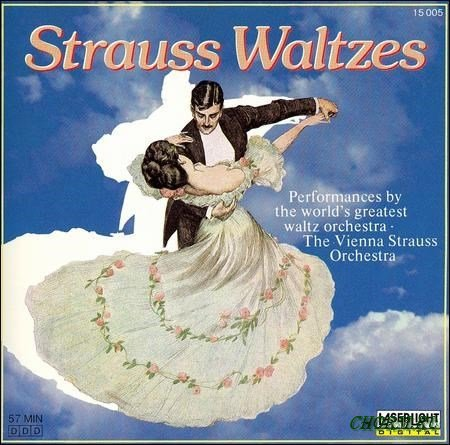 15 005
Strauss Waltzes
Performances by
the world's greatest
waltz orchestra ·
The Vienna Strauss
Orchestra
57 MIN
DDD
LASERLIGHT
DIGITAL